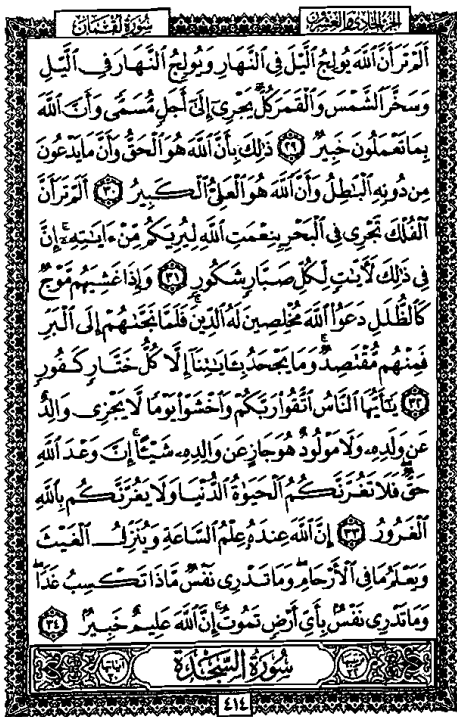 سُورَةُ لُقْمَان
الجزء الحادي والعشرون
أَلَمْ تَرَ أَنَّ ٱللَّهَ يُولِجُ ٱلَّيْلَ فِى ٱلنَّهَارِ وَيُولِجُ ٱلنَّهَارَ فِى ٱلَّيْلِ
وَسَخَّرَ ٱلشَّمْسَ وَٱلْقَمَرَ كُلٌّ يَجْرِىٓ إِلَىٰٓ أَجَلٍ مُّسَمًّى وَأَنَّ ٱللَّهَ
بِمَا تَعْمَلُونَ خَبِيرٌ ٢٩ ذَٰلِكَ بِأَنَّ ٱللَّهَ هُوَ ٱلْحَقُّ وَأَنَّ مَا يَدْعُونَ
مِن دُونِهِ ٱلْبَٰطِلُ وَأَنَّ ٱللَّهَ هُوَ ٱلْعَلِىُّ ٱلْكَبِيرُ ٣٠ أَلَمْ تَرَ أَنَّ
ٱلْفُلْكَ تَجْرِى فِى ٱلْبَحْرِ بِنِعْمَتِ ٱللَّهِ لِيُرِيَكُم مِّنْ ءَايَٰتِهِۦٓ ۚ إِنَّ
فِى ذَٰلِكَ لَءَايَٰتٍ لِّكُلِّ صَبَّارٍ شَكُورٍ ٣١ وَإِذَا غَشِيَهُم مَّوْجٌ
كَٱلظُّلَلِ دَعَوُا۟ ٱللَّهَ مُخْلِصِينَ لَهُ ٱلدِّينَ فَلَمَّا نَجَّىٰهُمْ إِلَى ٱلْبَرِّ
فَمِنْهُم مُّقْتَصِدٌ ۚ وَمَا يَجْحَدُ بِـَٔايَٰتِنَآ إِلَّا كُلُّ خَتَّارٍ كَفُورٍ
٣٢ يَٰٓأَيُّهَا ٱلنَّاسُ ٱتَّقُوا۟ رَبَّكُمْ وَٱخْشَوْا۟ يَوْمًا لَّا يَجْزِى وَالِدٌ
عَن وَلَدِهِۦ وَلَا مَوْلُودٌ هُوَ جَازٍ عَن وَالِدِهِۦ شَيْـًٔا ۚ إِنَّ وَعْدَ ٱللَّهِ
حَقٌّ ۖ فَلَا تَغُرَّنَّكُمُ ٱلْحَيَوٰةُ ٱلدُّنْيَا وَلَا يَغُرَّنَّكُم بِٱللَّهِ
ٱلْغَرُورُ ٣٣ إِنَّ ٱللَّهَ عِندَهُۥ عِلْمُ ٱلسَّاعَةِ وَيُنَزِّلُ ٱلْغَيْثَ
وَيَعْلَمُ مَا فِى ٱلْأَرْحَامِ ۖ وَمَا تَدْرِى نَفْسٌ مَّاذَا تَكْسِبُ غَدًا ۖ
وَمَا تَدْرِى نَفْسٌۢ بِأَىِّ أَرْضٍ تَمُوتُ ۚ إِنَّ ٱللَّهَ عَلِيمٌ خَبِيرٌۢ ٣٤
سُورَةُ السَّجْدَةِ
٤١٤